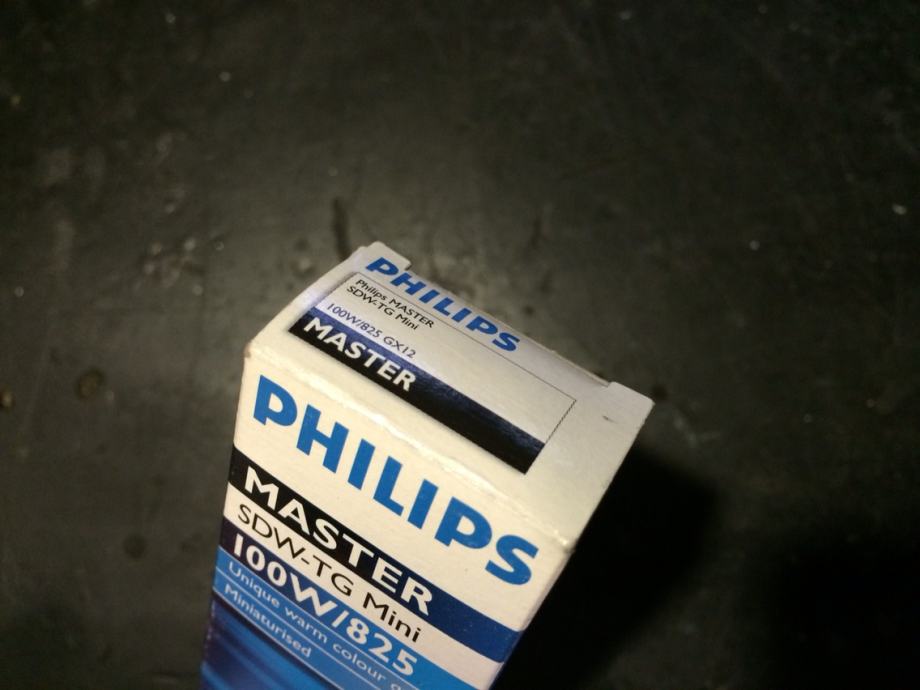 PHILIPS
Philips MASTER
SDW-TG Mini
100W/825 GX12
MASTER
PHILIPS
MASTER
SDW-TG Mini
100W/825
Unique warm colour
Miniaturised